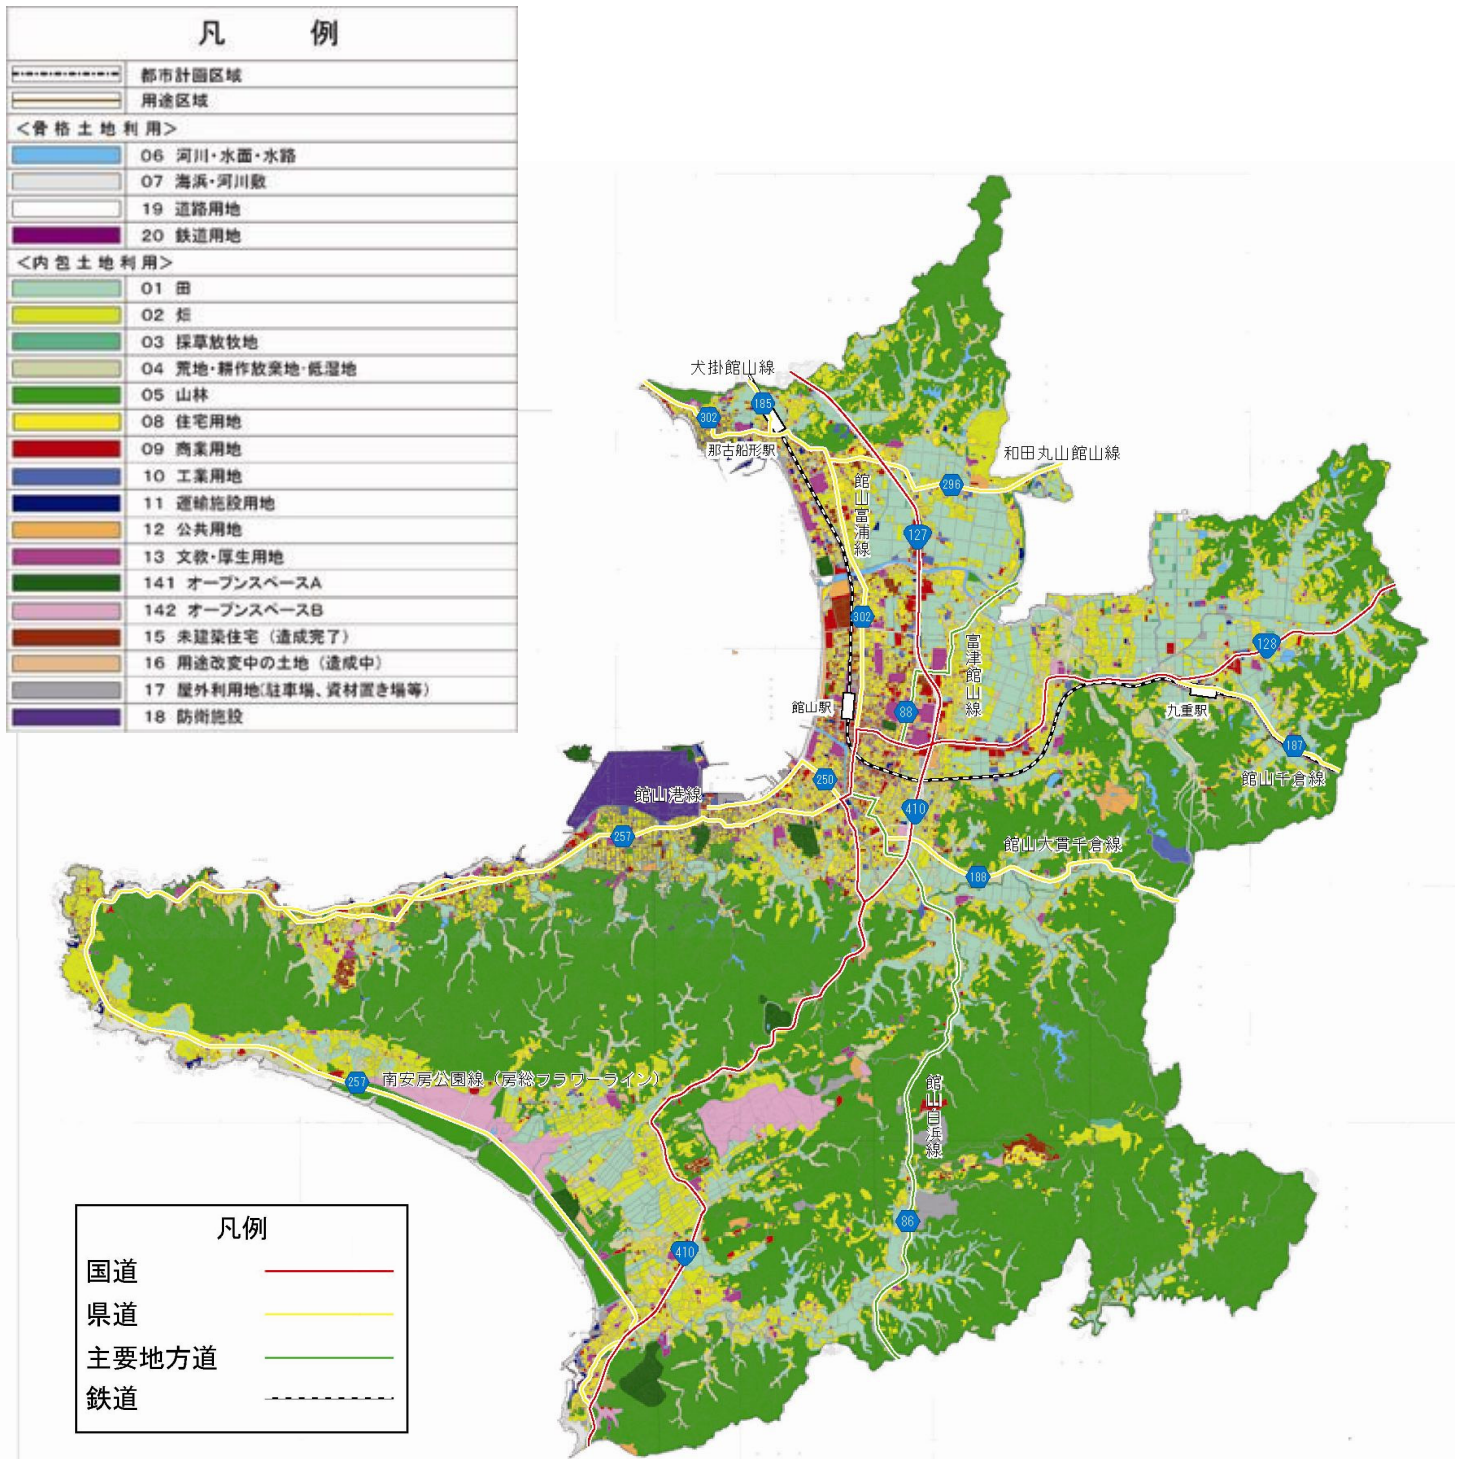 凡　例
都市計画区域
用途区域
＜骨格土地利用＞
06 河川・水面・水路
07 海浜・河川敷
19 道路用地
20 鉄道用地
＜内包土地利用＞
01 田
02 畑
03 採草放牧地
04 荒地・耕作放棄地・低湿地
05 山林
08 住宅用地
09 商業用地
10 工業用地
11 運輸施設用地
12 公共用地
13 文教・厚生用地
141 オープンスペースA
142 オープンスペースB
15 未建築住宅（造成完了）
16 用途改変中の土地（造成中）
17 屋外利用地（駐車場、資材置き場等）
18 防衛施設
犬掛館山線
185
302
那古船形駅
和田丸山館山線
296
館山富浦線
127
302
富津館山線
128
館山駅
88
九重駅
187
館山千倉線
館山港線
250
257
410
館山大貫千倉線
188
257
南安房公園線（房総フラワーライン）
館山白浜線
86
410
凡例
国道
県道
主要地方道
鉄道